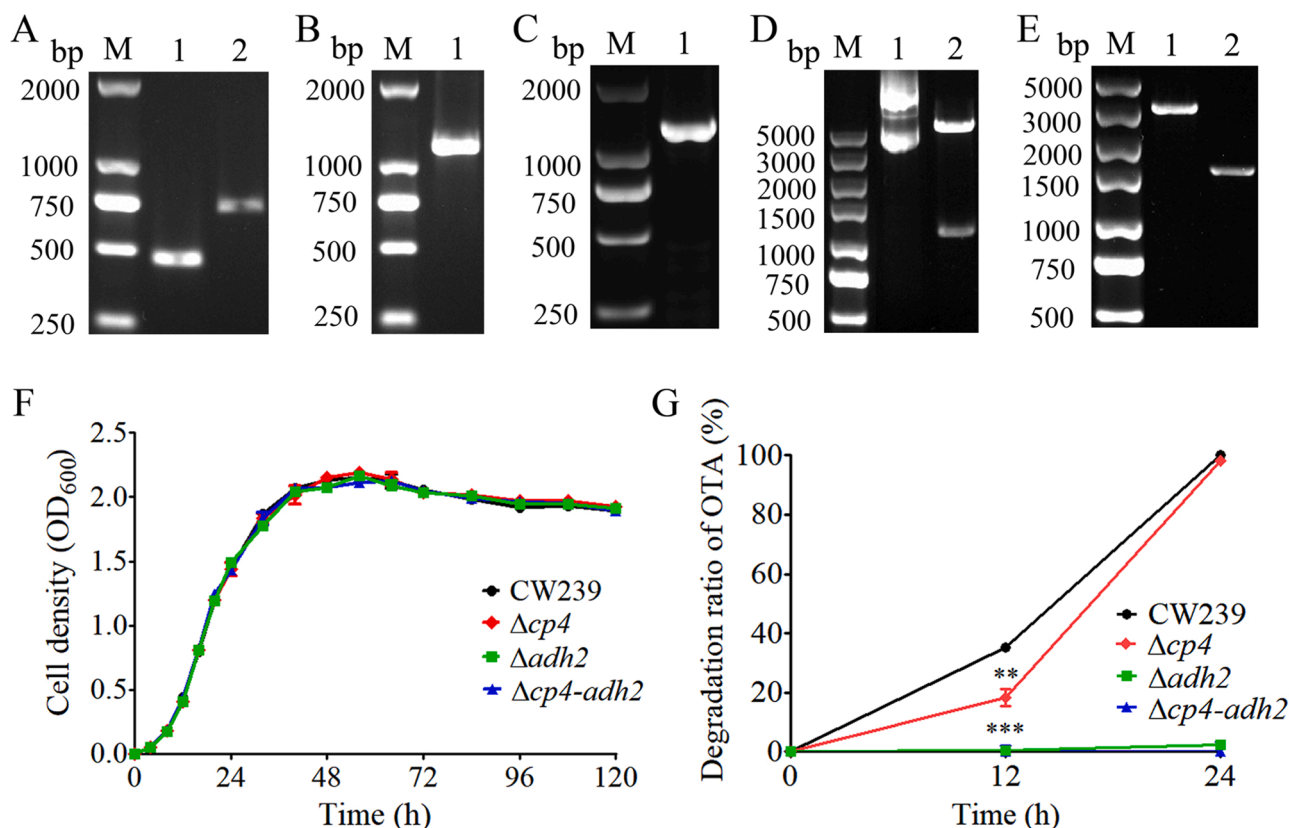 A
bp M 1 2
2000
1000
750
500
250
B
bp M 1
2000
1000
750
500
250
C
bp M 1
2000
1000
750
500
250
D
bp M 1 2
5000
3000
2000
1500
1000
750
500
E
bp M 1 2
5000
3000
2000
1500
1000
750
500
F
Cell density (OD600)
2.5
2.0
1.5
1.0
0.5
0.0
0 24 48 72 96 120
Time (h)
CW239
Δcp4
Δadh2
Δcp4-adh2
G
Degradation ratio of OTA (%)
100
80
60
40
20
0
0 12 24
Time (h)
**
***
CW239
Δcp4
Δadh2
Δcp4-adh2